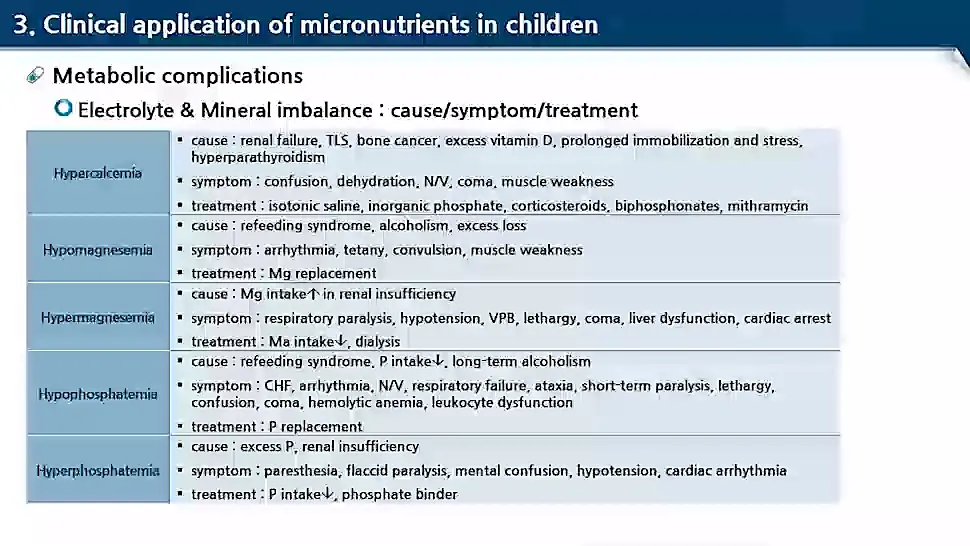 3. Clinical application of micronutrients in children
Metabolic complications
Electrolyte & Mineral imbalance : cause/symptom/treatment
Hypercalcemia
▪ cause : renal failure, TLS, bone cancer, excess vitamin D, prolonged immobilization and stress,
hyperparathyroidism
▪ symptom : confusion, dehydration, N/V, coma, muscle weakness
▪ treatment : isotonic saline, inorganic phosphate, corticosteroids, biphosphonates, mithramycin
Hypomagnesemia
▪ cause : refeeding syndrome, alcoholism, excess loss
▪ symptom : arrhythmia, tetany, convulsion, muscle weakness
▪ treatment : Mg replacement
Hypermagnesemia
▪ cause : Mg intake↑ in renal insufficiency
▪ symptom : respiratory paralysis, hypotension, VPB, lethargy, coma, liver dysfunction, cardiac arrest
▪ treatment : Ma intake↓, dialysis
Hypophosphatemia
▪ cause : refeeding syndrome, P intake↓, long-term alcoholism
▪ symptom : CHF, arrhythmia, N/V, respiratory failure, ataxia, short-term paralysis, lethargy,
confusion, coma, hemolytic anemia, leukocyte dysfunction
▪ treatment : P replacement
Hyperphosphatemia
▪ cause : excess P, renal insufficiency
▪ symptom : paresthesia, flaccid paralysis, mental confusion, hypotension, cardiac arrhythmia
▪ treatment : P intake↓, phosphate binder